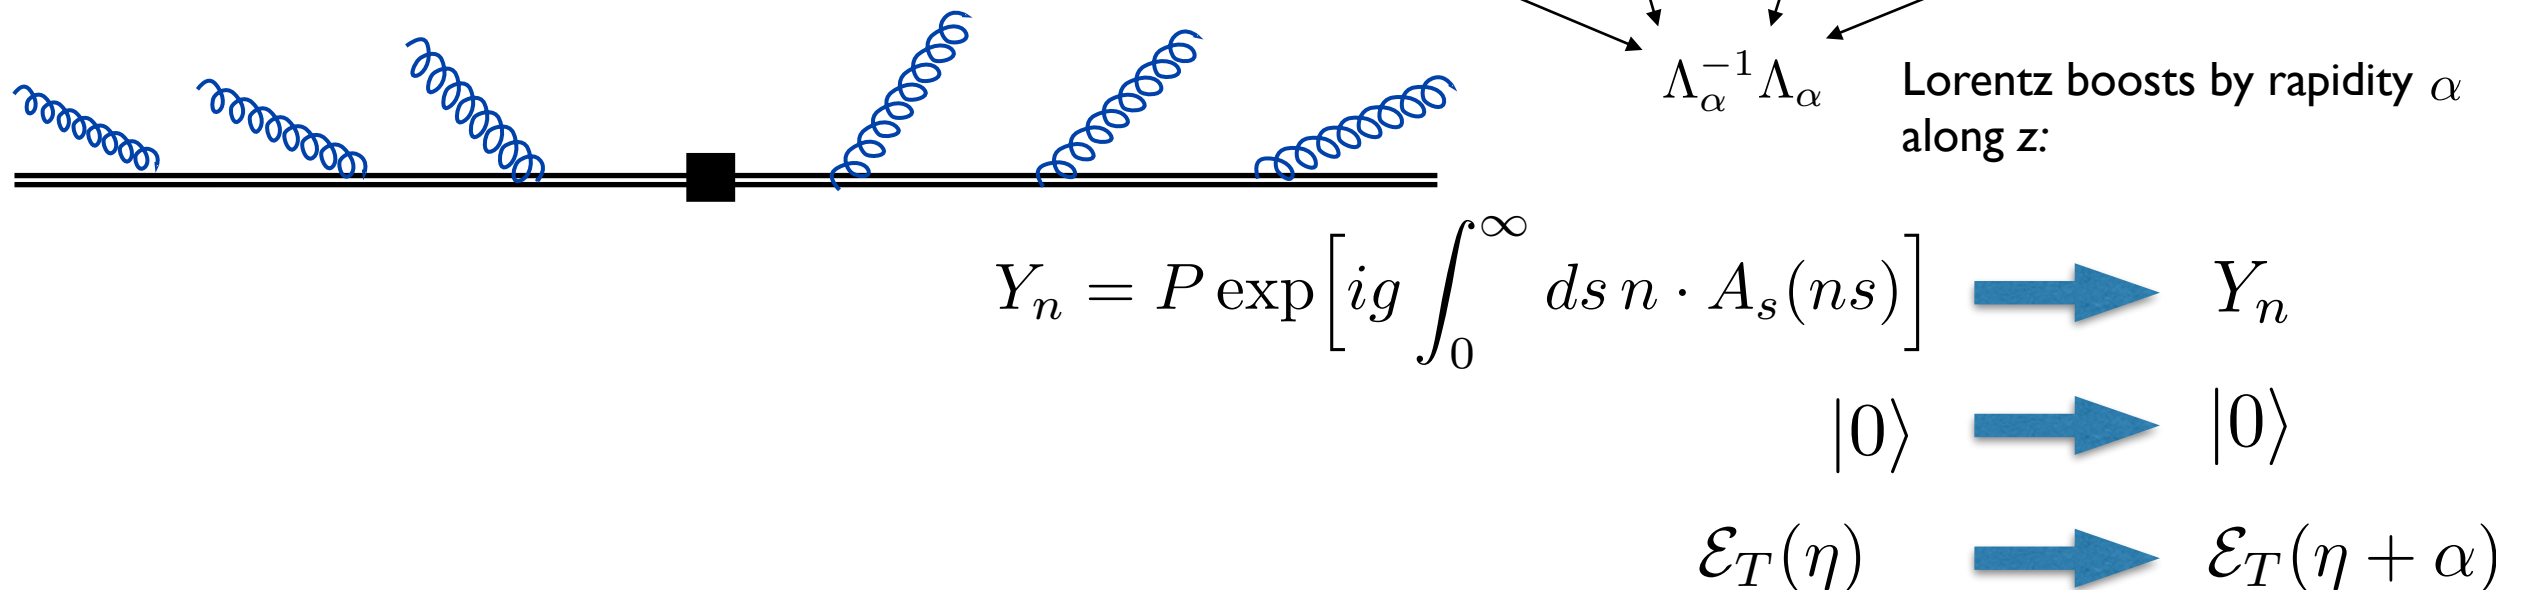 Λ_α^{-1} Λ_α
Lorentz boosts by rapidity α
along z:
Y_n = P exp[ig ∫_0^∞ ds n · A_s(ns)] Y_n
|0⟩ |0⟩
ℰ_T(η) ℰ_T(η + α)